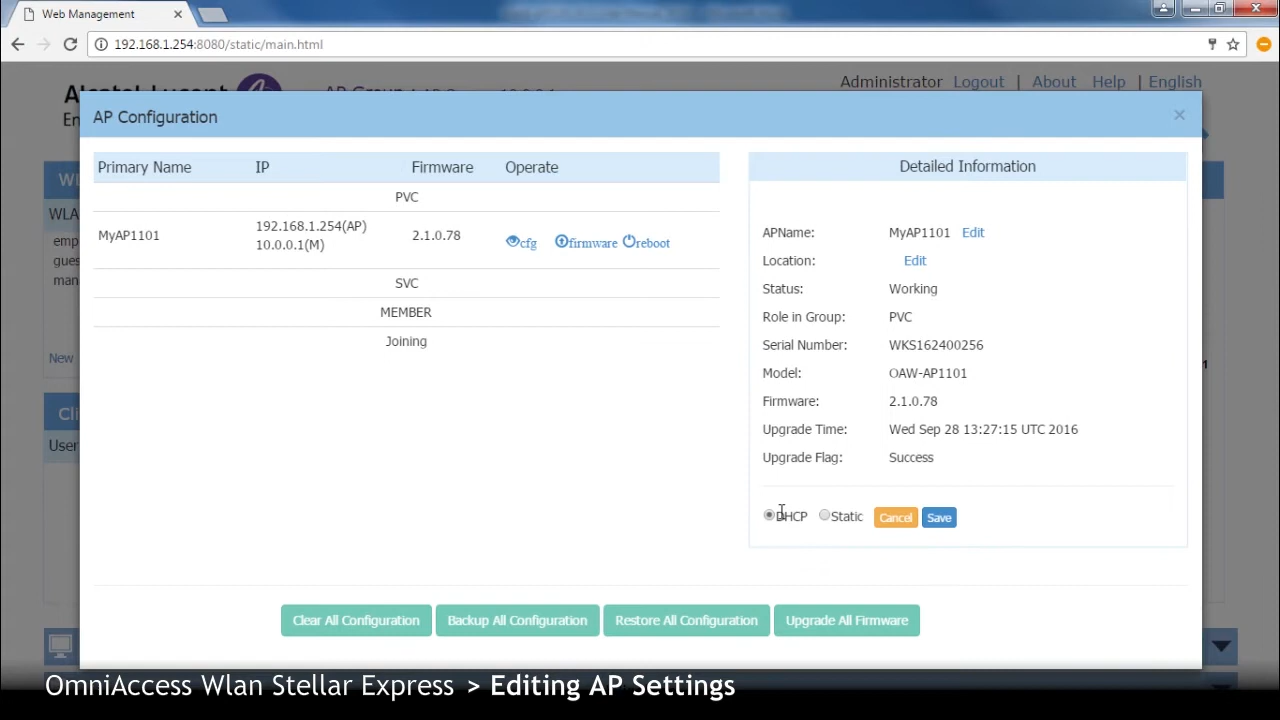 Web Management
192.168.1.254:8080/static/main.html
Administrator Logout | About | Help | English
AP Configuration
Primary Name IP Firmware Operate
PVC
MyAP1101 192.168.1.254(AP) 10.0.0.1(M) 2.1.0.78 cfg firmware reboot
SVC
MEMBER
Joining
Detailed Information
APName: MyAP1101 Edit
Location: Edit
Status: Working
Role in Group: PVC
Serial Number: WKS162400256
Model: OAW-AP1101
Firmware: 2.1.0.78
Upgrade Time: Wed Sep 28 13:27:15 UTC 2016
Upgrade Flag: Success
DHCP Static Cancel Save
New
User
Clear All Configuration Backup All Configuration Restore All Configuration Upgrade All Firmware
OmniAccess Wlan Stellar Express > Editing AP Settings